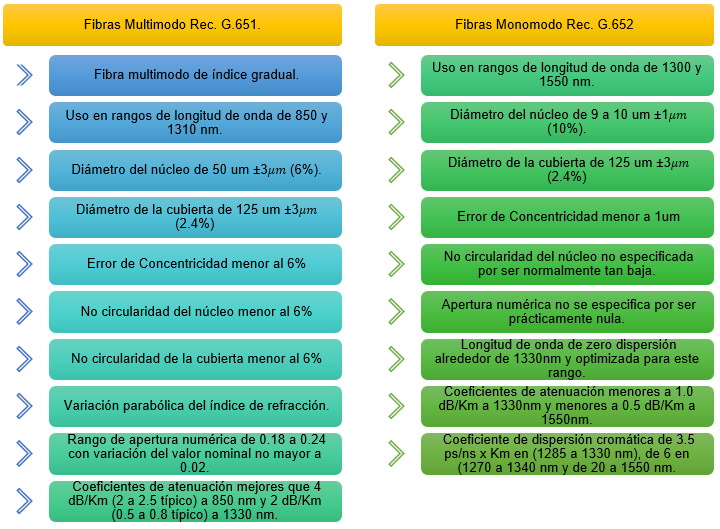 Fibras Multimodo Rec. G.651.
Fibra multimodo de índice gradual.
Uso en rangos de longitud de onda de 850 y
1310 nm.
Diámetro del núcleo de 50 um ±3𝜇𝑚 (6%).
Diámetro de la cubierta de 125 um ±3𝜇𝑚
(2.4%)
Error de Concentricidad menor al 6%
No circularidad del núcleo menor al 6%
No circularidad de la cubierta menor al 6%
Variación parabólica del índice de refracción.
Rango de apertura numérica de 0.18 a 0.24
con variación del valor nominal no mayor a
0.02.
Coeficientes de atenuación mejores que 4
dB/Km (2 a 2.5 típico) a 850 nm y 2 dB/Km
(0.5 a 0.8 típico) a 1330 nm.
Fibras Monomodo Rec. G.652
Uso en rangos de longitud de onda de 1300 y
1550 nm.
Diámetro del núcleo de 9 a 10 um ±1𝜇𝑚
(10%).
Diámetro de la cubierta de 125 um ±3𝜇𝑚
(2.4%)
Error de Concentricidad menor a 1um
No circularidad del núcleo no especificada
por ser normalmente tan baja.
Apertura numérica no se especifica por ser
prácticamente nula.
Longitud de onda de zero dispersión
alrededor de 1330nm y optimizada para este
rango.
Coeficientes de atenuación menores a 1.0
dB/Km a 1330nm y menores a 0.5 dB/Km a
1550nm.
Coeficiente de dispersión cromática de 3.5
ps/ns x Km en (1285 a 1330 nm), de 6 en
(1270 a 1340 nm y de 20 a 1550 nm.